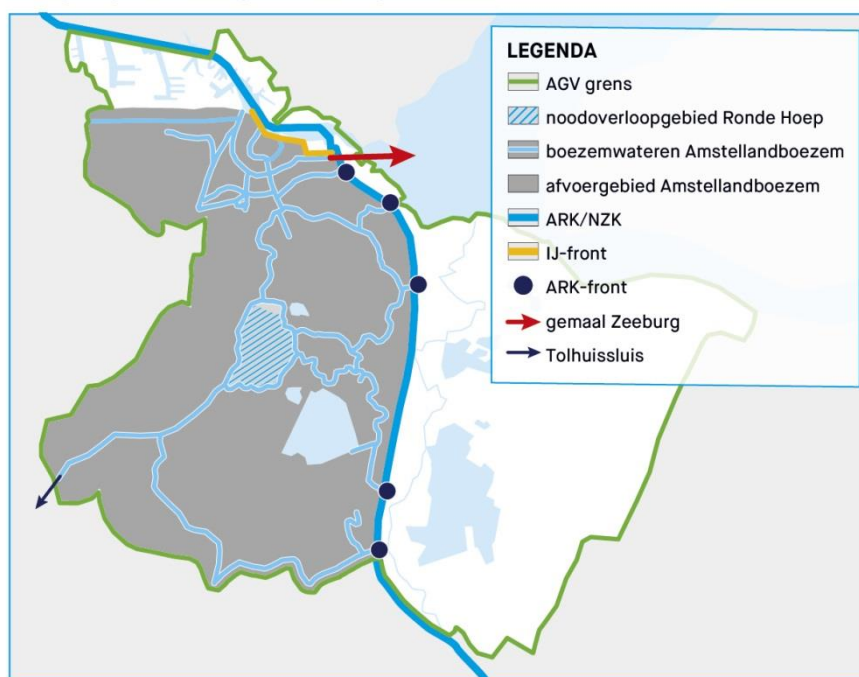 LEGENDA
AGV grens
noodoverloopgebied Ronde Hoep
boezemwateren Amstellandboezem
afvoergebied Amstellandboezem
ARK/NZK
IJ-front
ARK-front
gemaal Zeeburg
Tolhuissluis